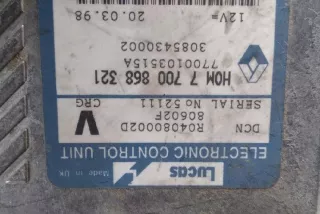 Made in UK
Lucas
ELECTRONIC CONTROL UNIT
DCN R04080002D V
80602F
SERIAL No 52111 CRG
HOM 7 700 868 321
7700103515A
3085430002
20.03.98 12V=